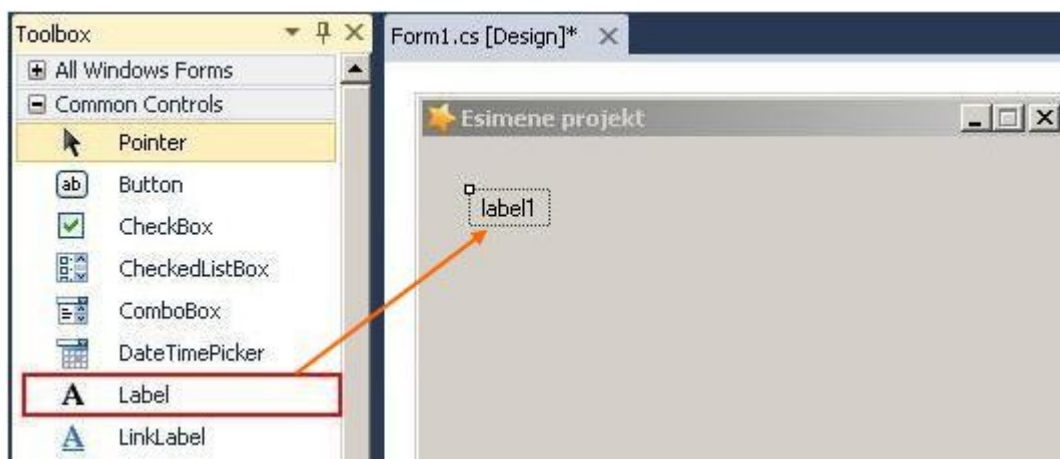 Toolbox
All Windows Forms
Common Controls
Pointer
ab Button
CheckBox
CheckedListBox
ComboBox
DateTimePicker
A Label
A LinkLabel
Form1.cs [Design]*
Esimene projekt
label1